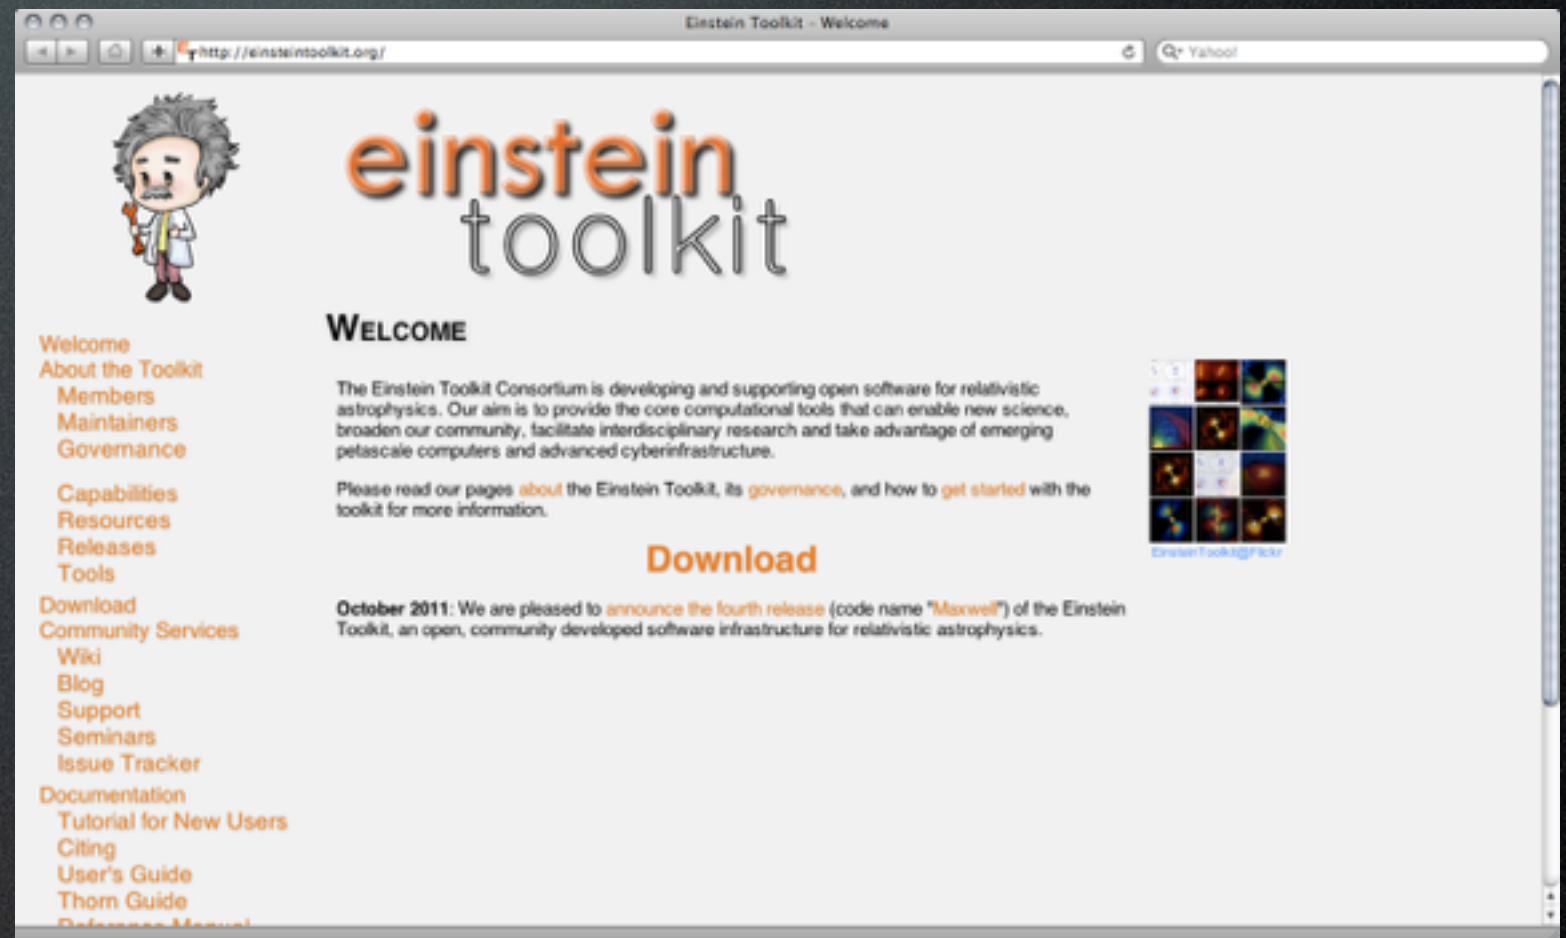 Einstein Toolkit - Welcome
http://einsteintoolkit.org/
Yahoo!
einstein
toolkit
Welcome
About the Toolkit
Members
Maintainers
Governance
Capabilities
Resources
Releases
Tools
Download
Community Services
Wiki
Blog
Support
Seminars
Issue Tracker
Documentation
Tutorial for New Users
Citing
User's Guide
Thorn Guide
Reference Manual
WELCOME
The Einstein Toolkit Consortium is developing and supporting open software for relativistic
astrophysics. Our aim is to provide the core computational tools that can enable new science,
broaden our community, facilitate interdisciplinary research and take advantage of emerging
petascale computers and advanced cyberinfrastructure.
Please read our pages about the Einstein Toolkit, its governance, and how to get started with the
toolkit for more information.
Download
October 2011: We are pleased to announce the fourth release (code name "Maxwell") of the Einstein
Toolkit, an open, community developed software infrastructure for relativistic astrophysics.
EinsteinToolkit@Flickr